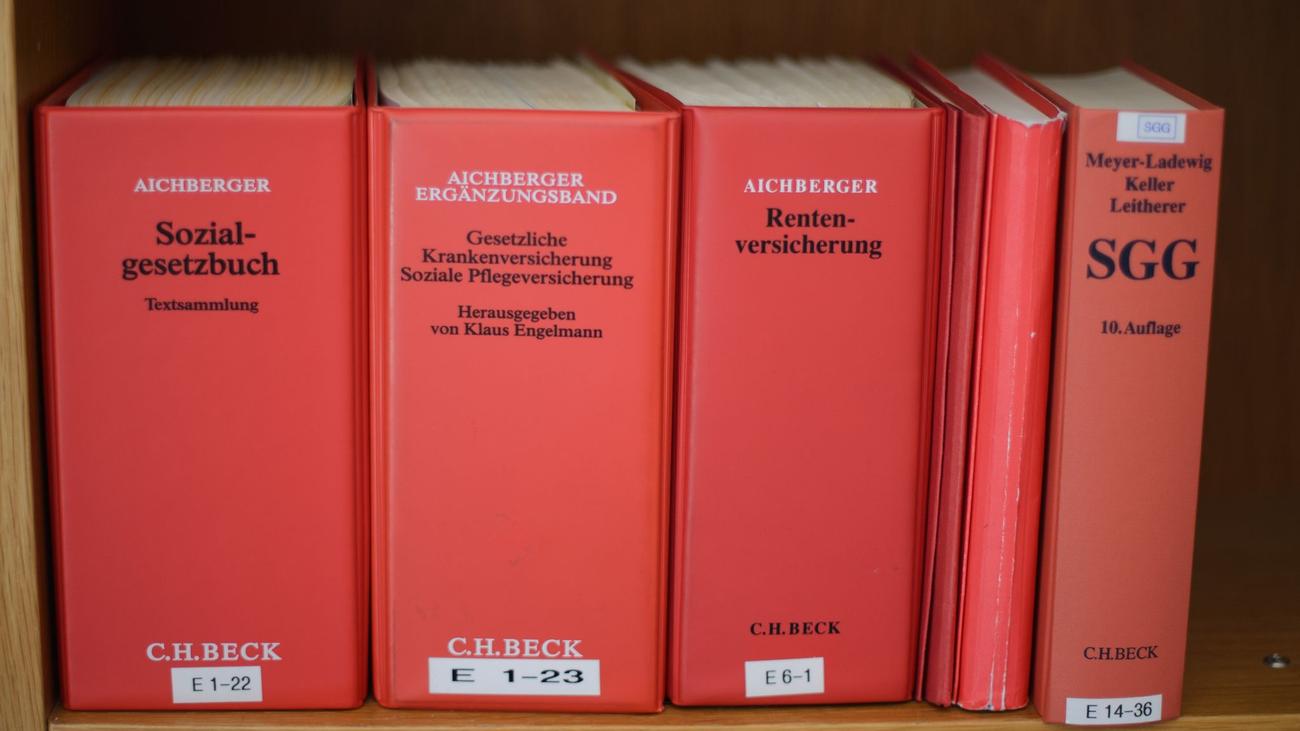 AICHBERGER
Sozial-
gesetzbuch
Textsammlung
C.H.BECK
E 1-22
AICHBERGER
ERGÄNZUNGSBAND
Gesetzliche
Krankenversicherung
Soziale Pflegeversicherung
Herausgegeben
von Klaus Engelmann
C.H.BECK
E 1-23
AICHBERGER
Renten-
versicherung
C.H.BECK
E 6-1
SGG
Meyer-Ladewig
Keller
Leitherer
SGG
10. Auflage
C.H.BECK
E 14-36